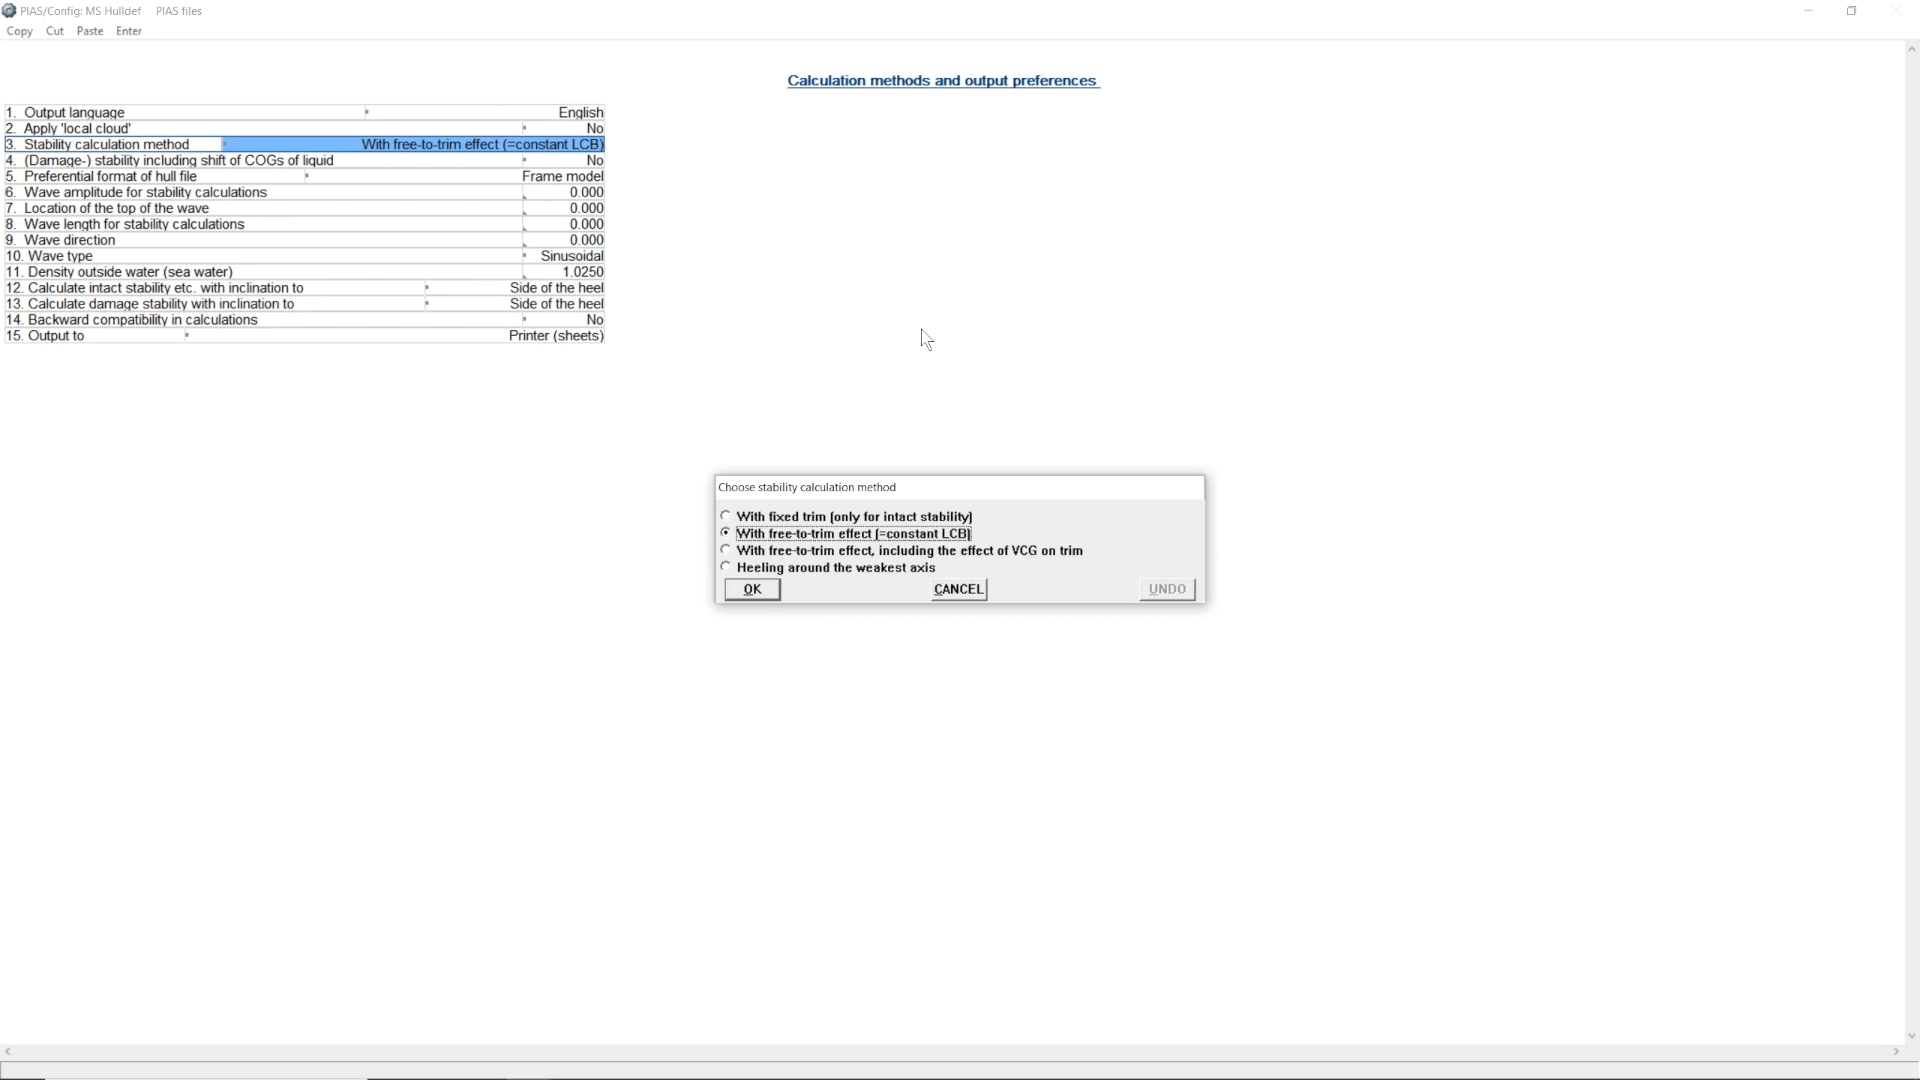 PIAS/Config: MS Hulldef PIAS files
Copy Cut Paste Enter
Calculation methods and output preferences
1. Output language English
2. Apply 'local cloud' No
3. Stability calculation method With free-to-trim effect (=constant LCB)
4. (Damage-) stability including shift of COGs of liquid No
5. Preferential format of hull file Frame model
6. Wave amplitude for stability calculations 0.000
7. Location of the top of the wave 0.000
8. Wave length for stability calculations 0.000
9. Wave direction 0.000
10. Wave type Sinusoidal
11. Density outside water (sea water) 1.0250
12. Calculate intact stability etc. with inclination to Side of the heel
13. Calculate damage stability with inclination to Side of the heel
14. Backward compatibility in calculations No
15. Output to Printer (sheets)
Choose stability calculation method
With fixed trim (only for intact stability)
With free-to-trim effect (=constant LCB)
With free-to-trim effect, including the effect of VCG on trim
Heeling around the weakest axis
OK CANCEL UNDO